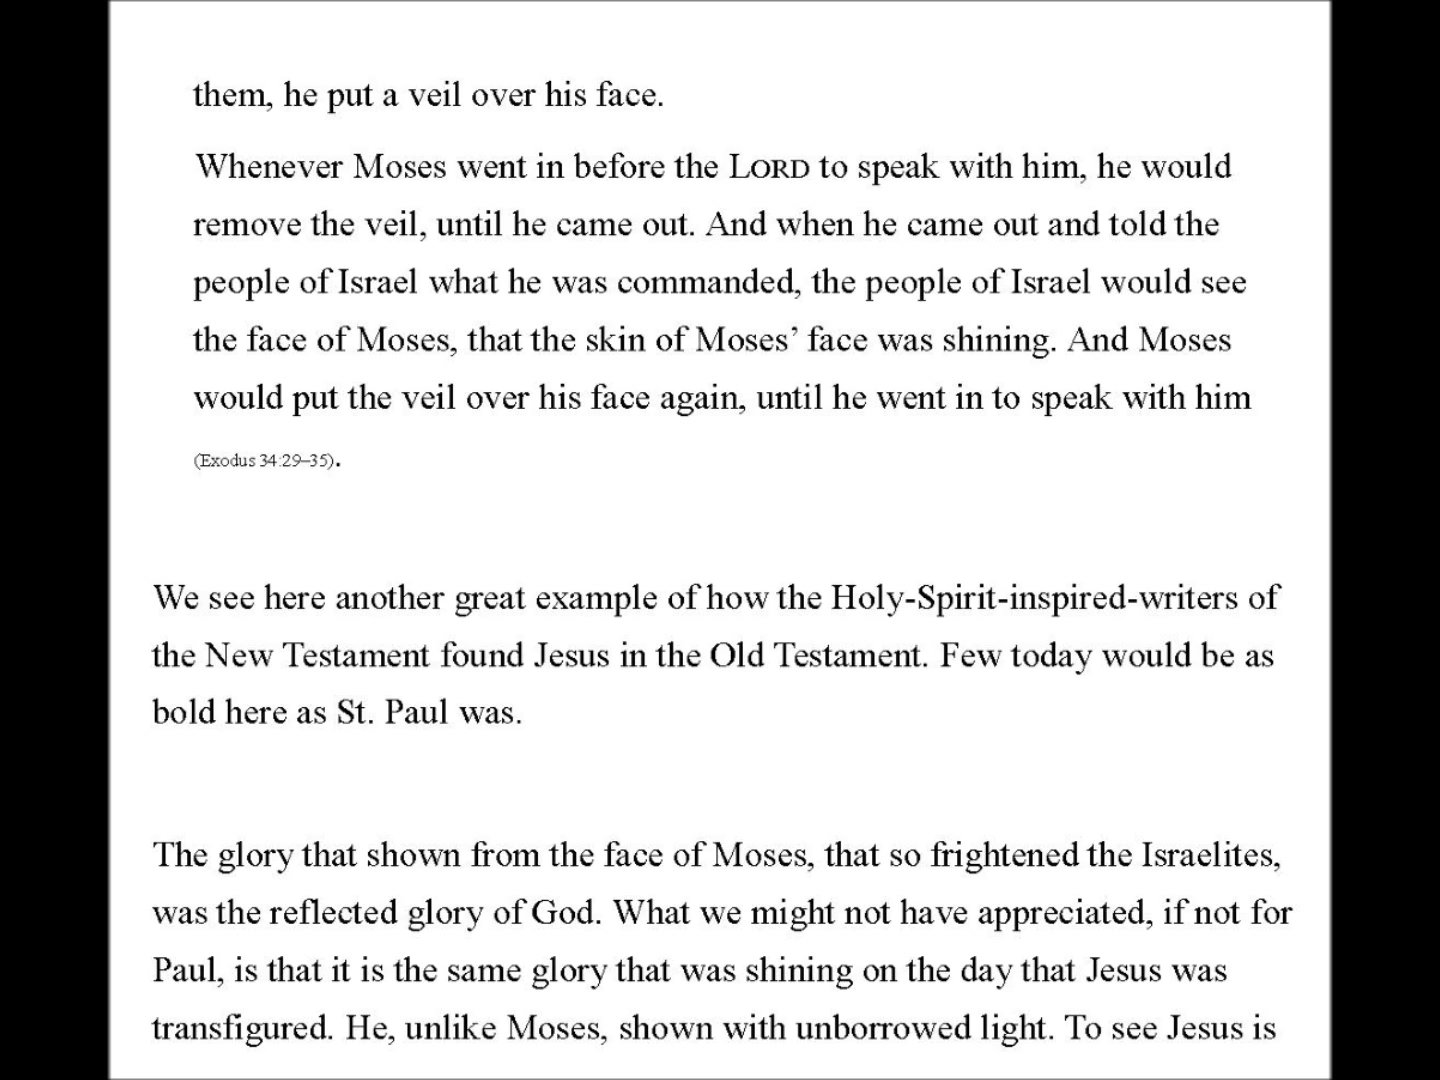 them, he put a veil over his face.
Whenever Moses went in before the LORD to speak with him, he would
remove the veil, until he came out. And when he came out and told the
people of Israel what he was commanded, the people of Israel would see
the face of Moses, that the skin of Moses’ face was shining. And Moses
would put the veil over his face again, until he went in to speak with him
(Exodus 34:29–35).
We see here another great example of how the Holy-Spirit-inspired-writers of
the New Testament found Jesus in the Old Testament. Few today would be as
bold here as St. Paul was.
The glory that shown from the face of Moses, that so frightened the Israelites,
was the reflected glory of God. What we might not have appreciated, if not for
Paul, is that it is the same glory that was shining on the day that Jesus was
transfigured. He, unlike Moses, shown with unborrowed light. To see Jesus is